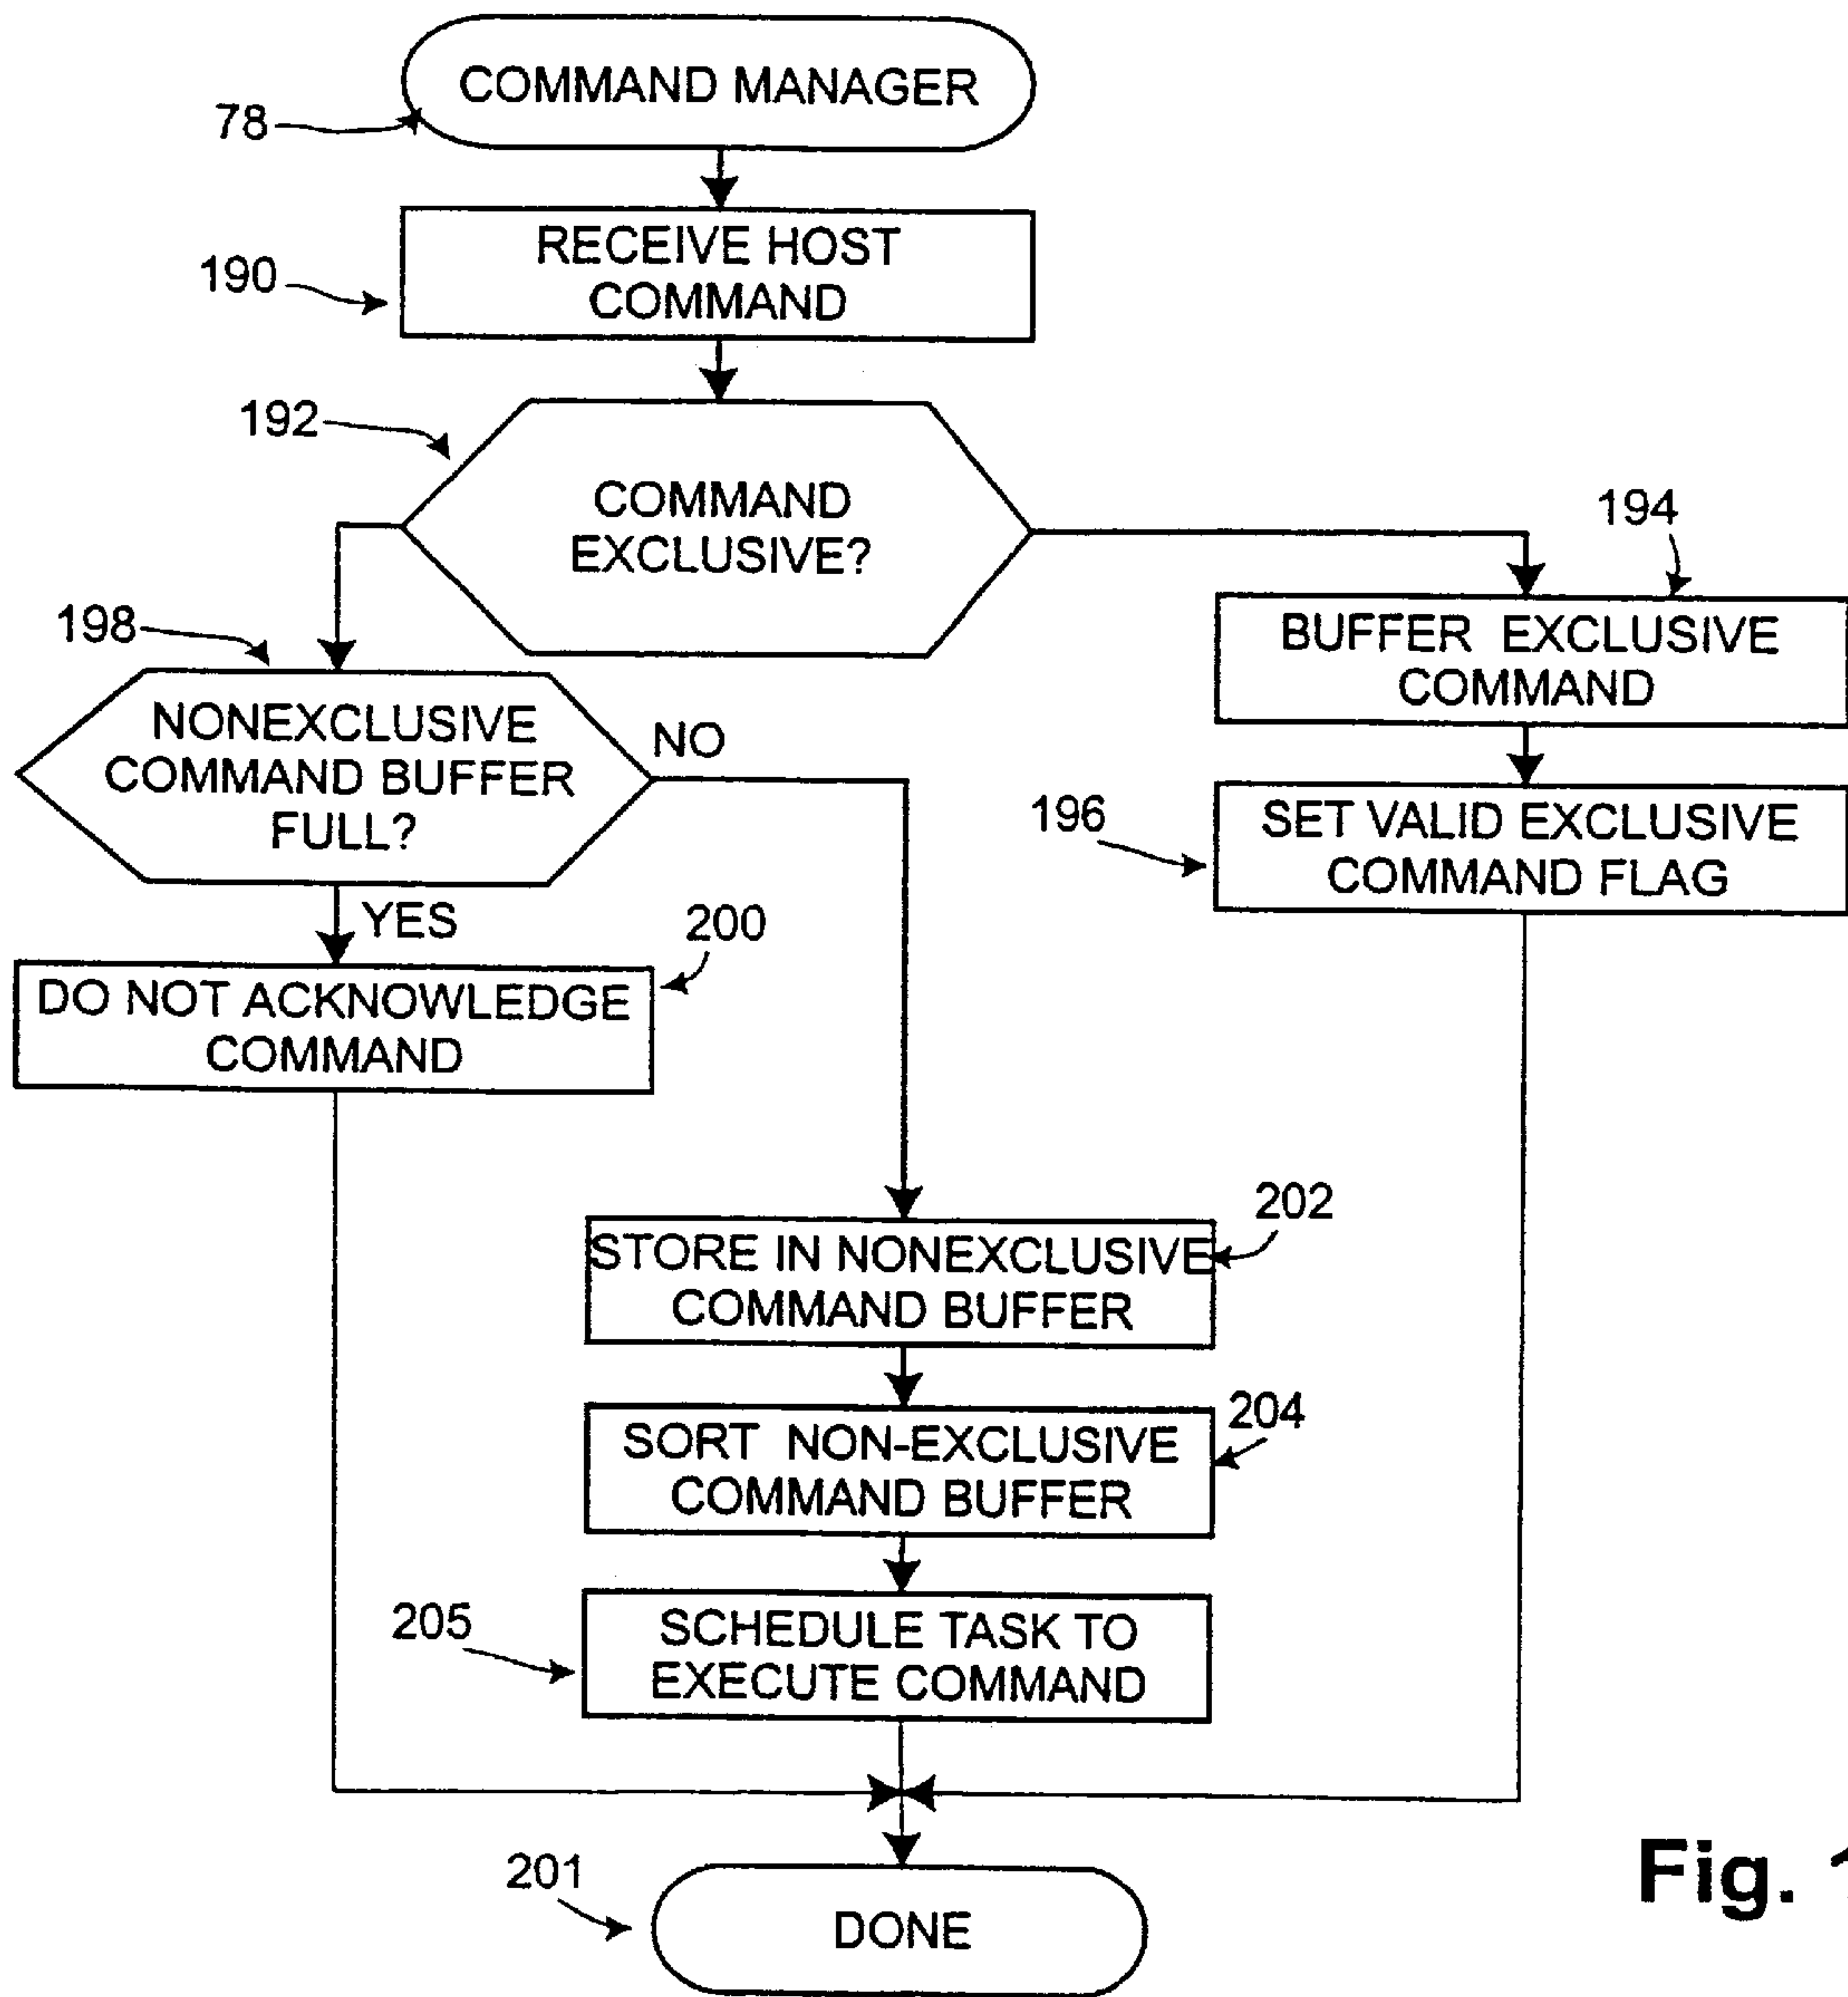 COMMAND MANAGER
78
RECEIVE HOST
COMMAND
190
192
COMMAND
EXCLUSIVE?
194
BUFFER EXCLUSIVE
COMMAND
198
NONEXCLUSIVE
COMMAND BUFFER
FULL?
NO
196
SET VALID EXCLUSIVE
COMMAND FLAG
YES
200
DO NOT ACKNOWLEDGE
COMMAND
202
STORE IN NONEXCLUSIVE
COMMAND BUFFER
204
SORT NON-EXCLUSIVE
COMMAND BUFFER
205
SCHEDULE TASK TO
EXECUTE COMMAND
Fig.
201
DONE